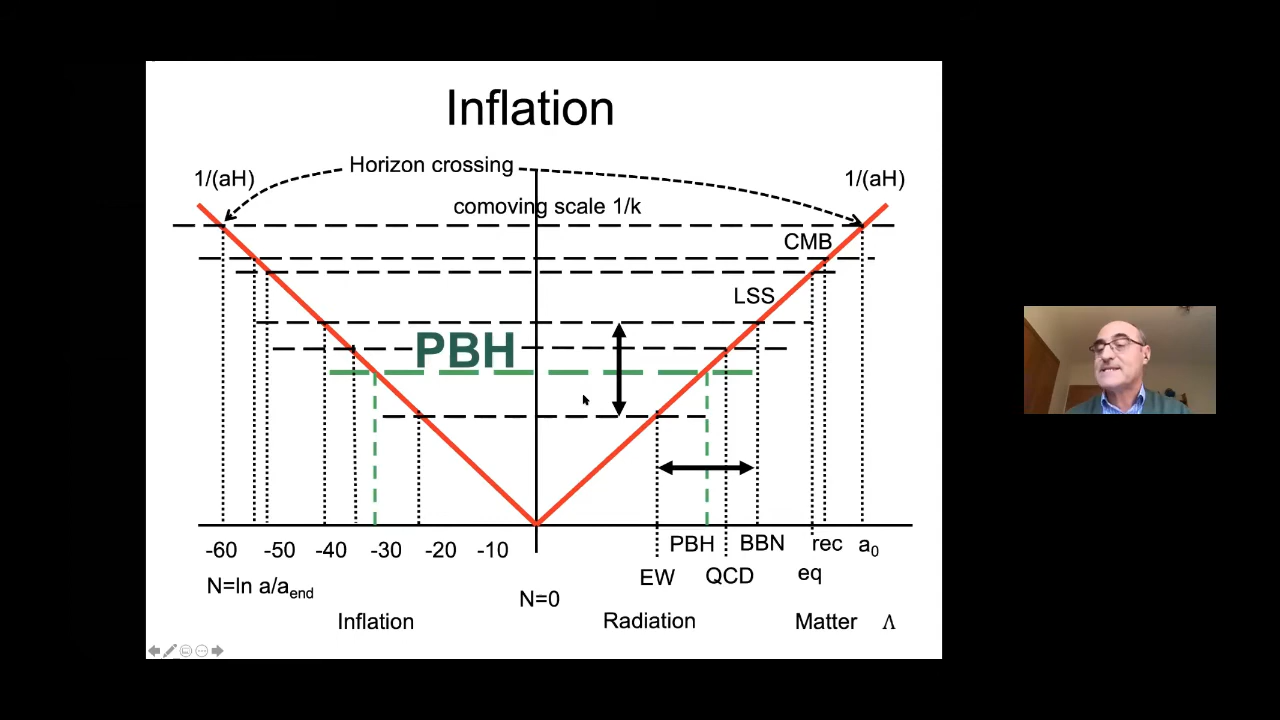 Inflation
Horizon crossing
1/(aH)
1/(aH)
comoving scale 1/k
CMB
LSS
PBH
-60 -50 -40 -30 -20 -10
PBH BBN rec a₀
EW QCD eq
N=ln a/aₑₙd
N=0
Inflation Radiation Matter Λ